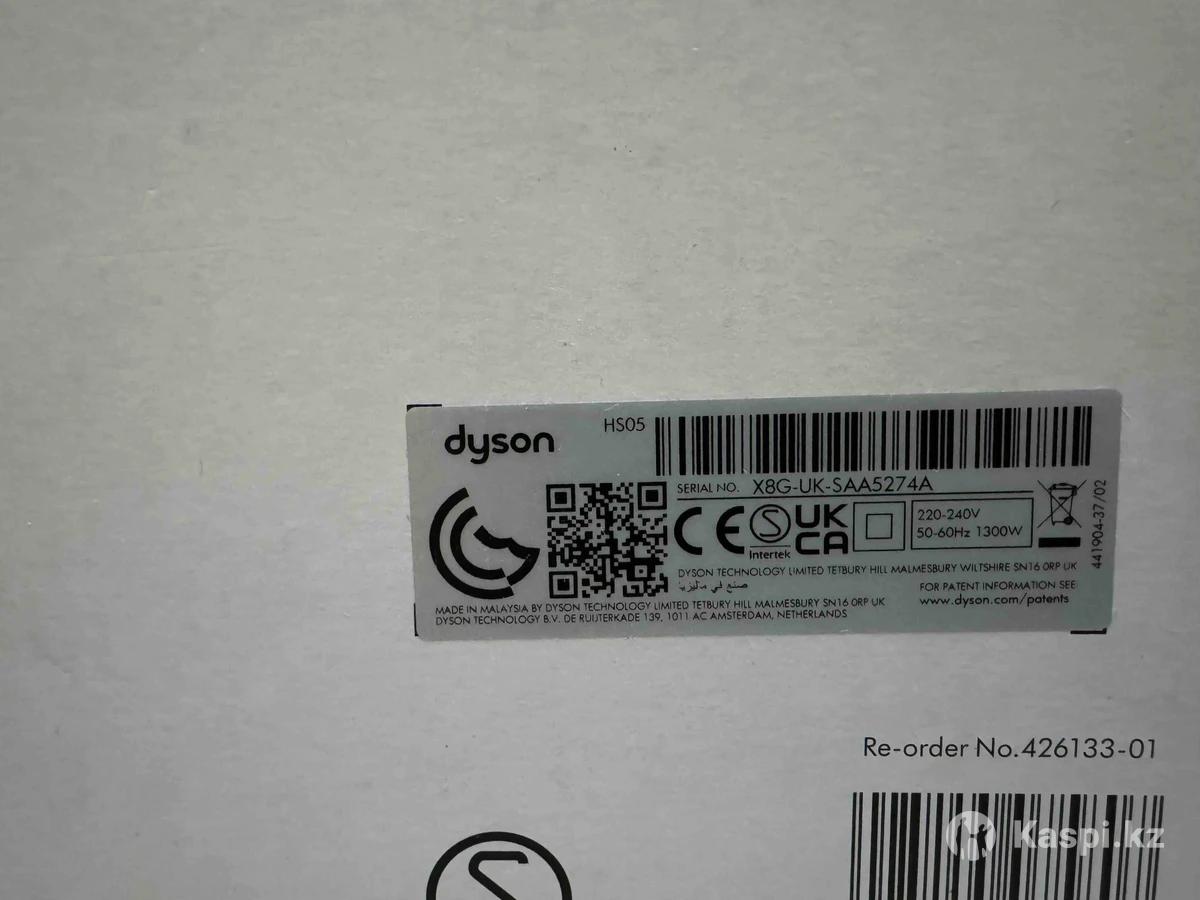 dyson
HS05
SERIAL NO. X8G-UK-SAA5274A
CE
S
Intertek
UK
CA
220-240V
50-60Hz 1300W
441904-37/02
DYSON TECHNOLOGY LIMITED TETBURY HILL MALMESBURY WILTSHIRE SN16 0RP UK
صنع في ماليزيا
FOR PATENT INFORMATION SEE
www.dyson.com/patents
MADE IN MALAYSIA BY DYSON TECHNOLOGY LIMITED TETBURY HILL MALMESBURY SN16 0RP UK
DYSON TECHNOLOGY B.V. DE RUIJTERKADE 139, 1011 AC AMSTERDAM, NETHERLANDS
Re-order No.426133-01
Kaspi.kz
S